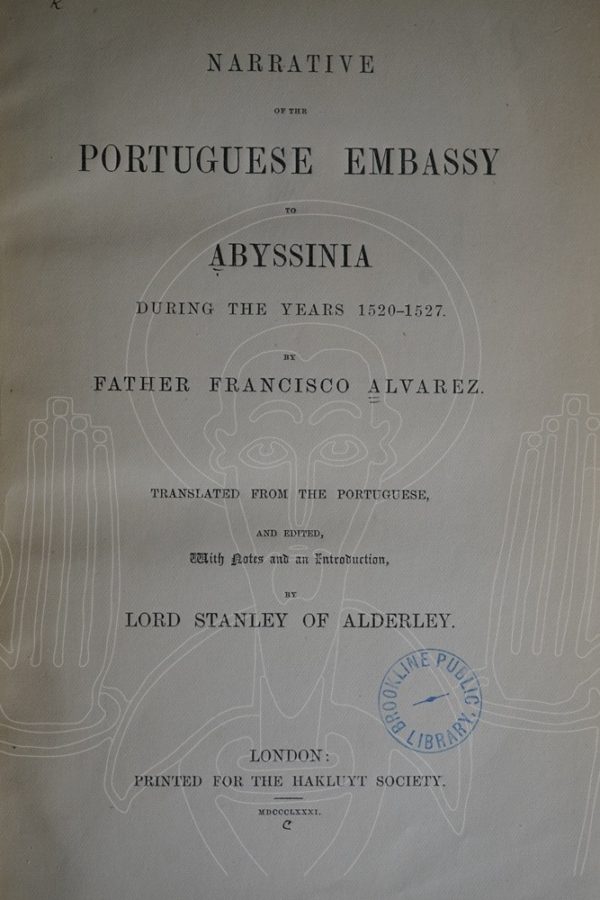 NARRATIVE
OF THE
PORTUGUESE EMBASSY
TO
ABYSSINIA
DURING THE YEARS 1520–1527.
BY
FATHER FRANCISCO ALVAREZ.
TRANSLATED FROM THE PORTUGUESE,
AND EDITED,
With Notes and an Introduction,
BY
LORD STANLEY OF ALDERLEY.
BROOKLINE PUBLIC LIBRARY
LONDON:
PRINTED FOR THE HAKLUYT SOCIETY.
MDCCCLXXXI.
c